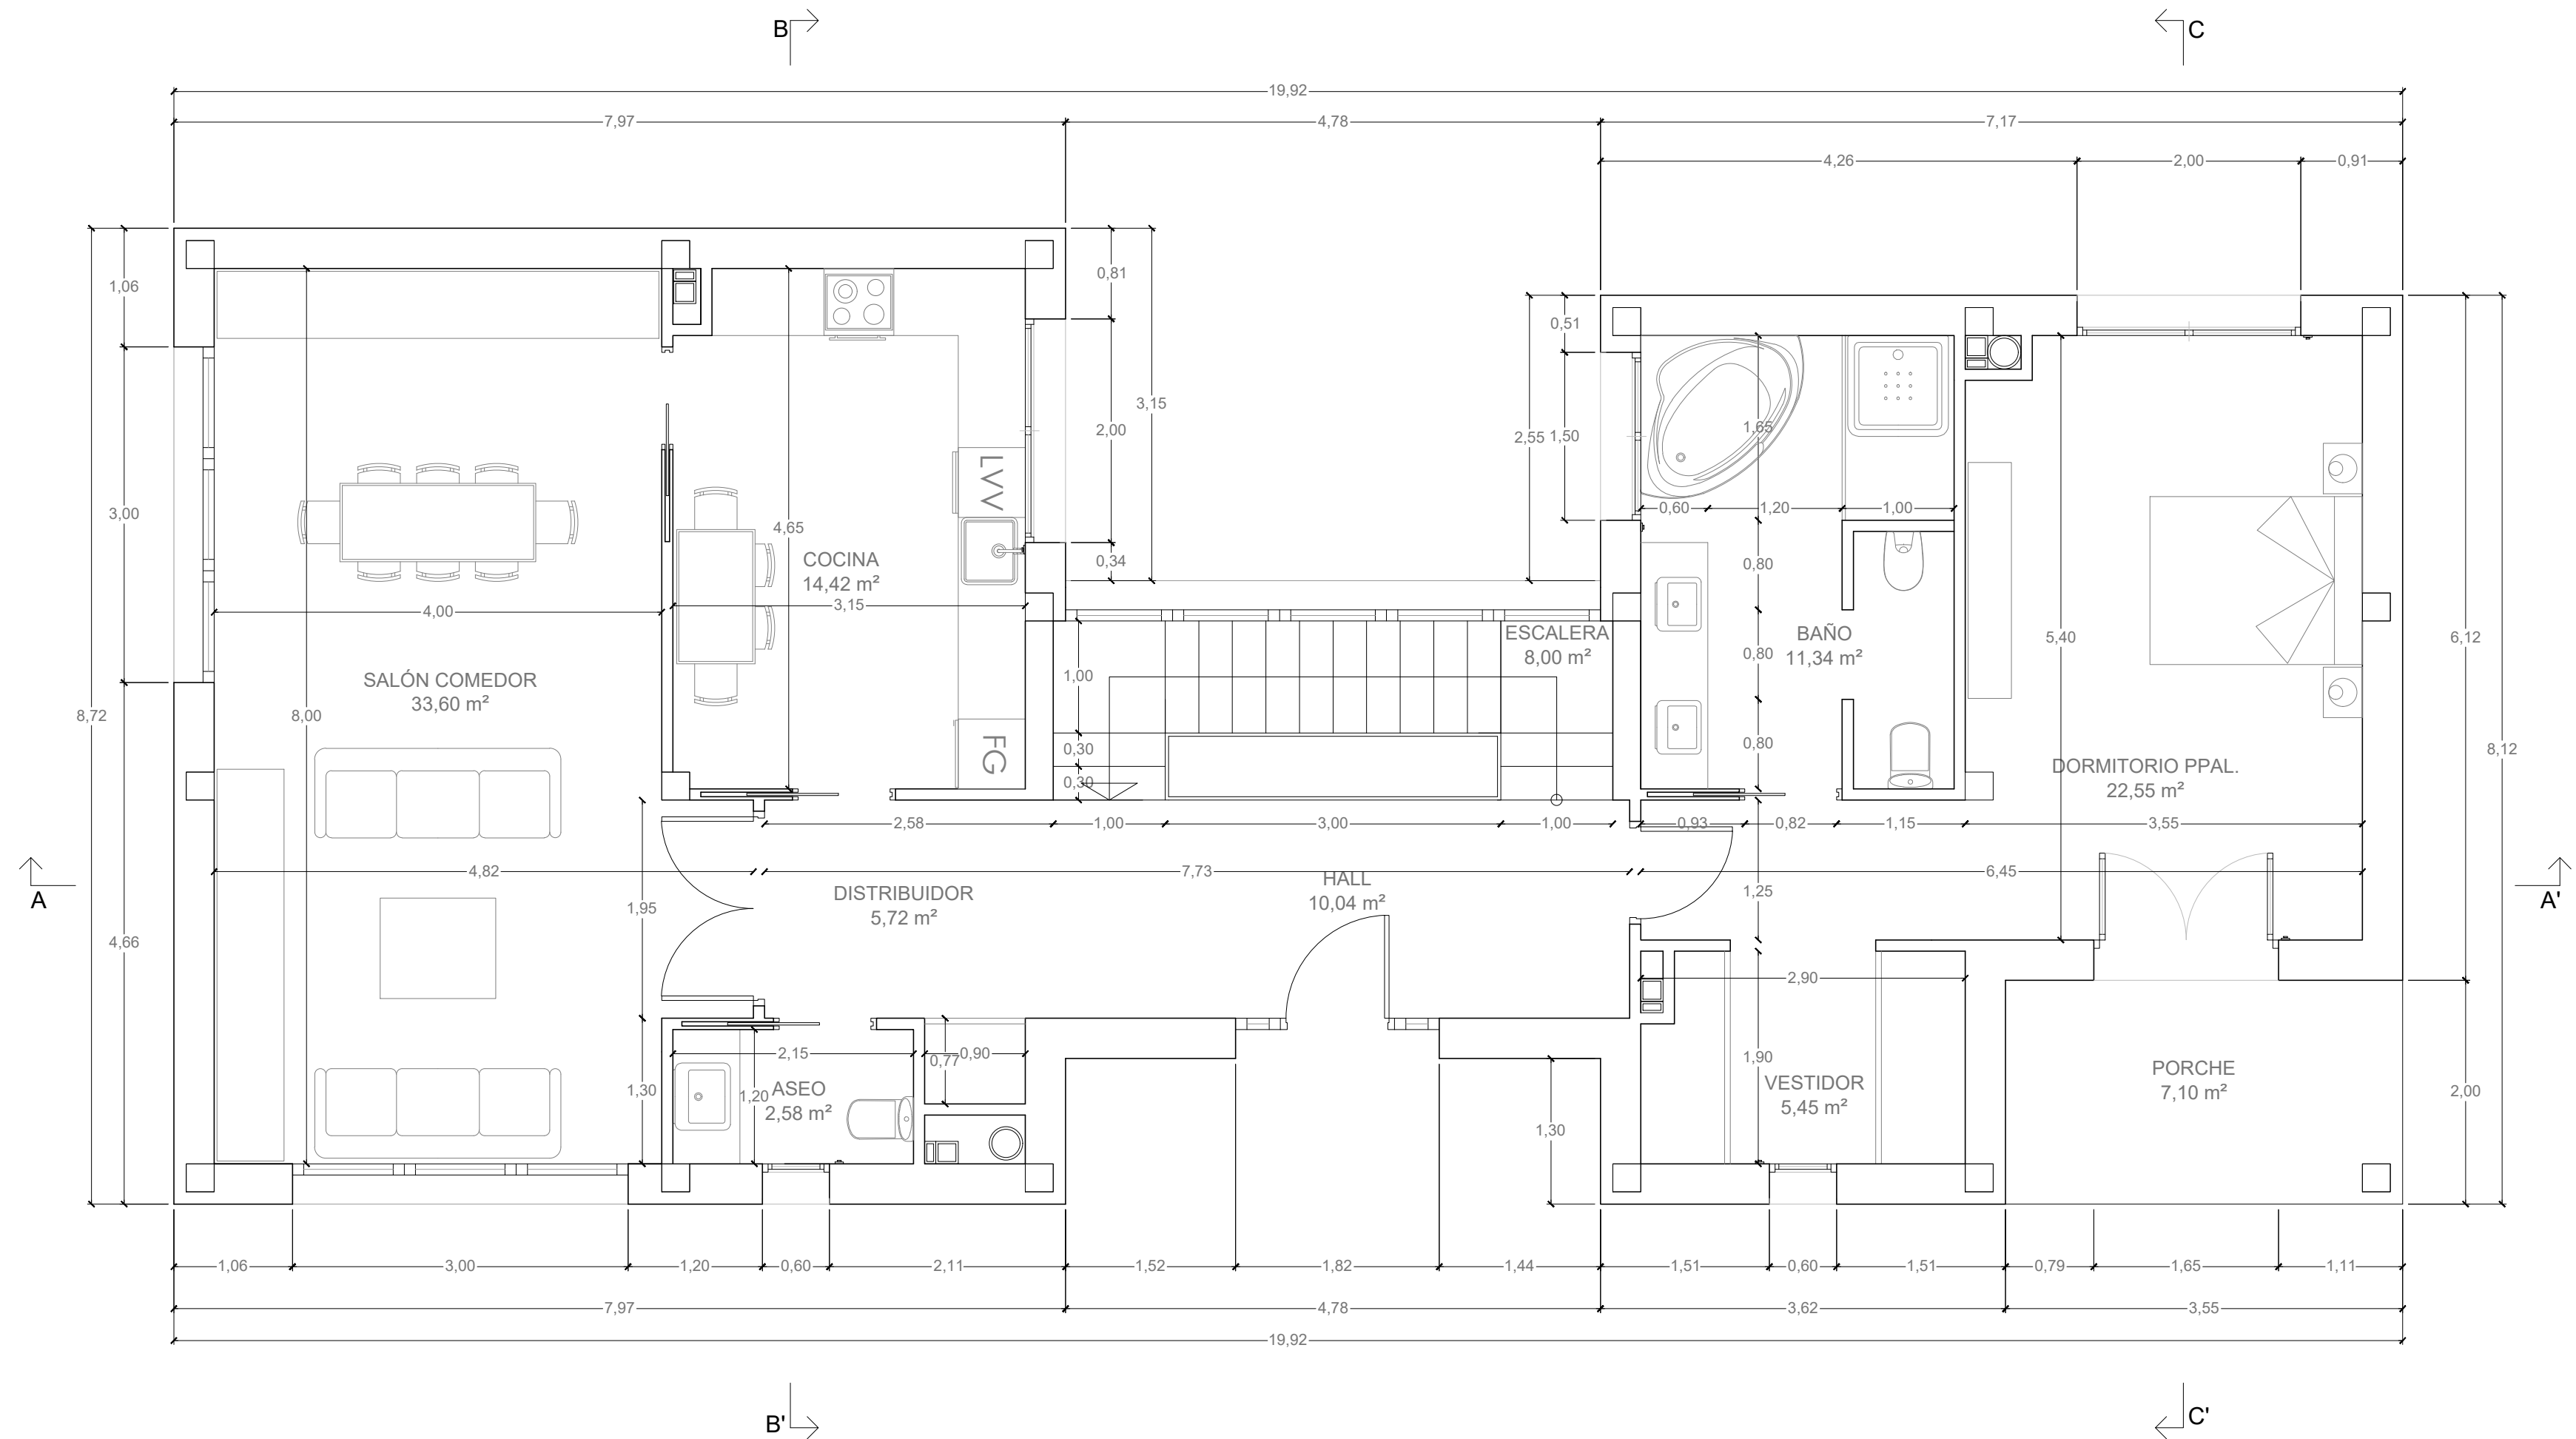 B
C
19,92
7,97
4,78
7,17
4,26
2,00
0,91
1,06
0,81
0,51
3,15
2,00
2,55
1,50
1,65
3,00
LVV
4,65
0,60
1,20
1,00
COCINA
14,42 m²
0,34
0,80
3,15
4,00
ESCALERA
8,00 m²
BAÑO
11,34 m²
5,40
6,12
0,80
SALÓN COMEDOR
33,60 m²
1,00
8,72
8,00
FG
0,30
0,30
0,80
8,12
DORMITORIO PPAL.
22,55 m²
2,58
1,00
3,00
1,00
0,93
0,82
1,15
3,55
4,82
7,73
6,45
A
A'
DISTRIBUIDOR
5,72 m²
HALL
10,04 m²
1,25
1,95
4,66
2,90
2,15
0,77
0,90
1,90
ASEO
2,58 m²
1,20
1,30
VESTIDOR
5,45 m²
PORCHE
7,10 m²
2,00
1,30
1,06
3,00
1,20
0,60
2,11
1,52
1,82
1,44
1,51
0,60
1,51
0,79
1,65
1,11
7,97
4,78
3,62
3,55
19,92
B'
C'